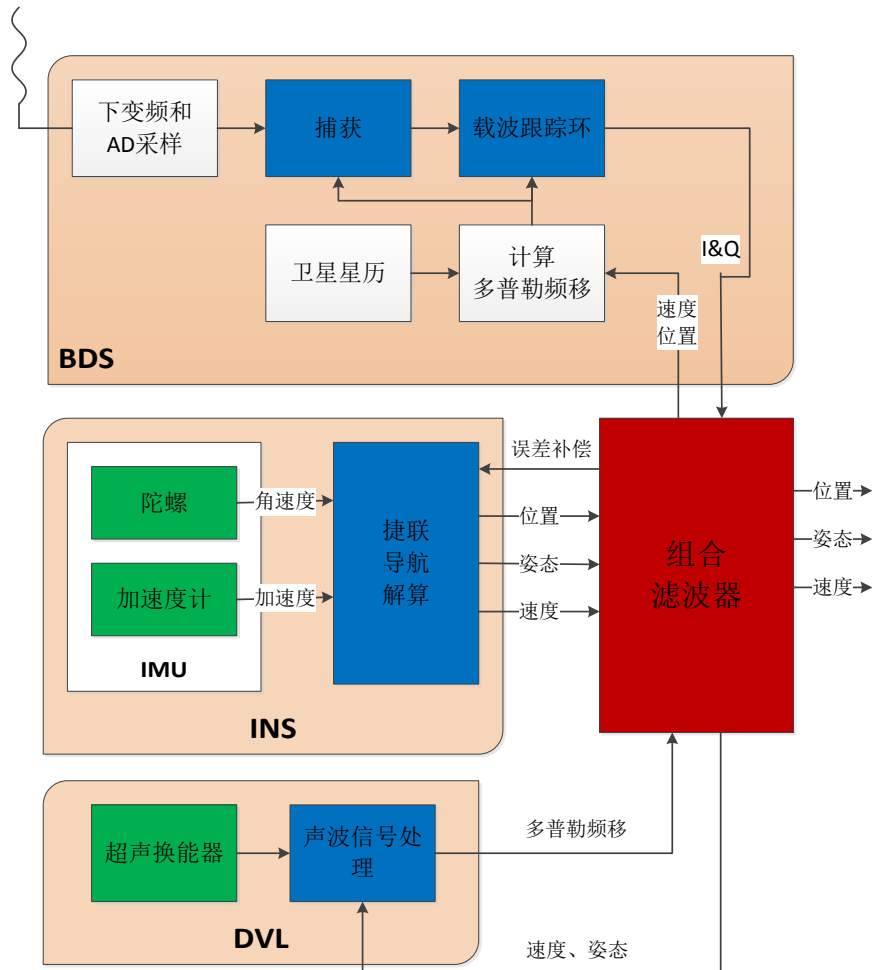 下变频和
AD采样
捕获
载波跟踪环
I&Q
卫星星历
计算
多普勒频移
速度
位置
BDS
误差补偿
陀螺
角速度
加速度计
加速度
IMU
捷联
导航
解算
位置
姿态
速度
INS
组合
滤波器
位置
姿态
速度
超声换能器
声波信号处
理
多普勒频移
DVL
速度、姿态